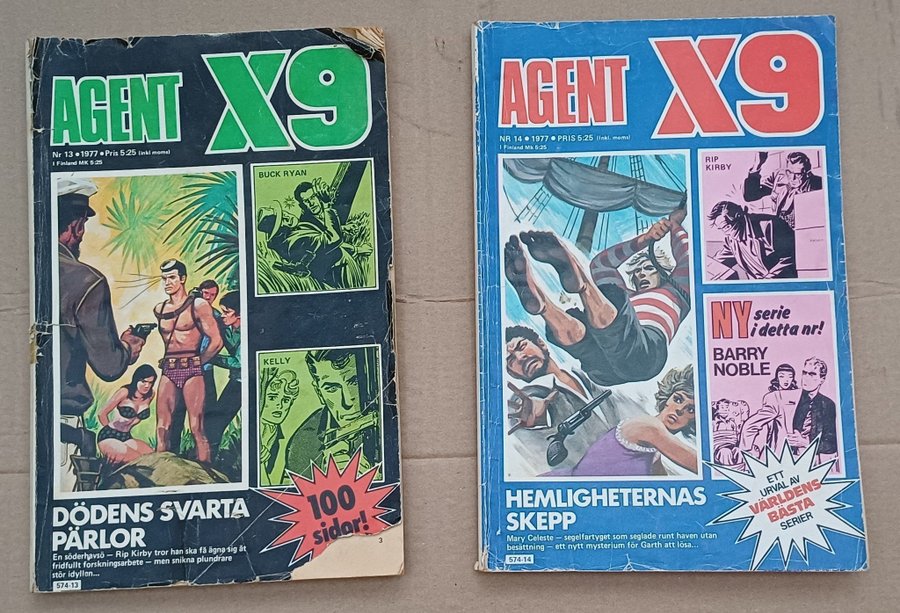 AGENT X9
Nr 13 • 1977 • PRIS 5:25 (inkl. moms)
I Finland MK 5:25
BUCK RYAN
KELLY
100
sidor!
DÖDENS SVARTA
PÄRLOR
En söderhavsö – Rip Kirby tror han ska få ägna sig åt
fridfullt forskningsarbete – men snikna plundrare
stör idyllen...
574-13
3
AGENT X9
NR 14 • 1977 • PRIS 5:25 (inkl. moms)
I Finland MK 5:25
RIP
KIRBY
NY serie
i detta nr!
BARRY
NOBLE
ETT
URVAL AV
VÄRLDENS
BÄSTA
SERIER
HEMLIGHETERNAS
SKEPP
Mary Celeste – segelfartyget som seglade runt haven utan
besättning – ett nytt mysterium för Garth att lösa...
574-14